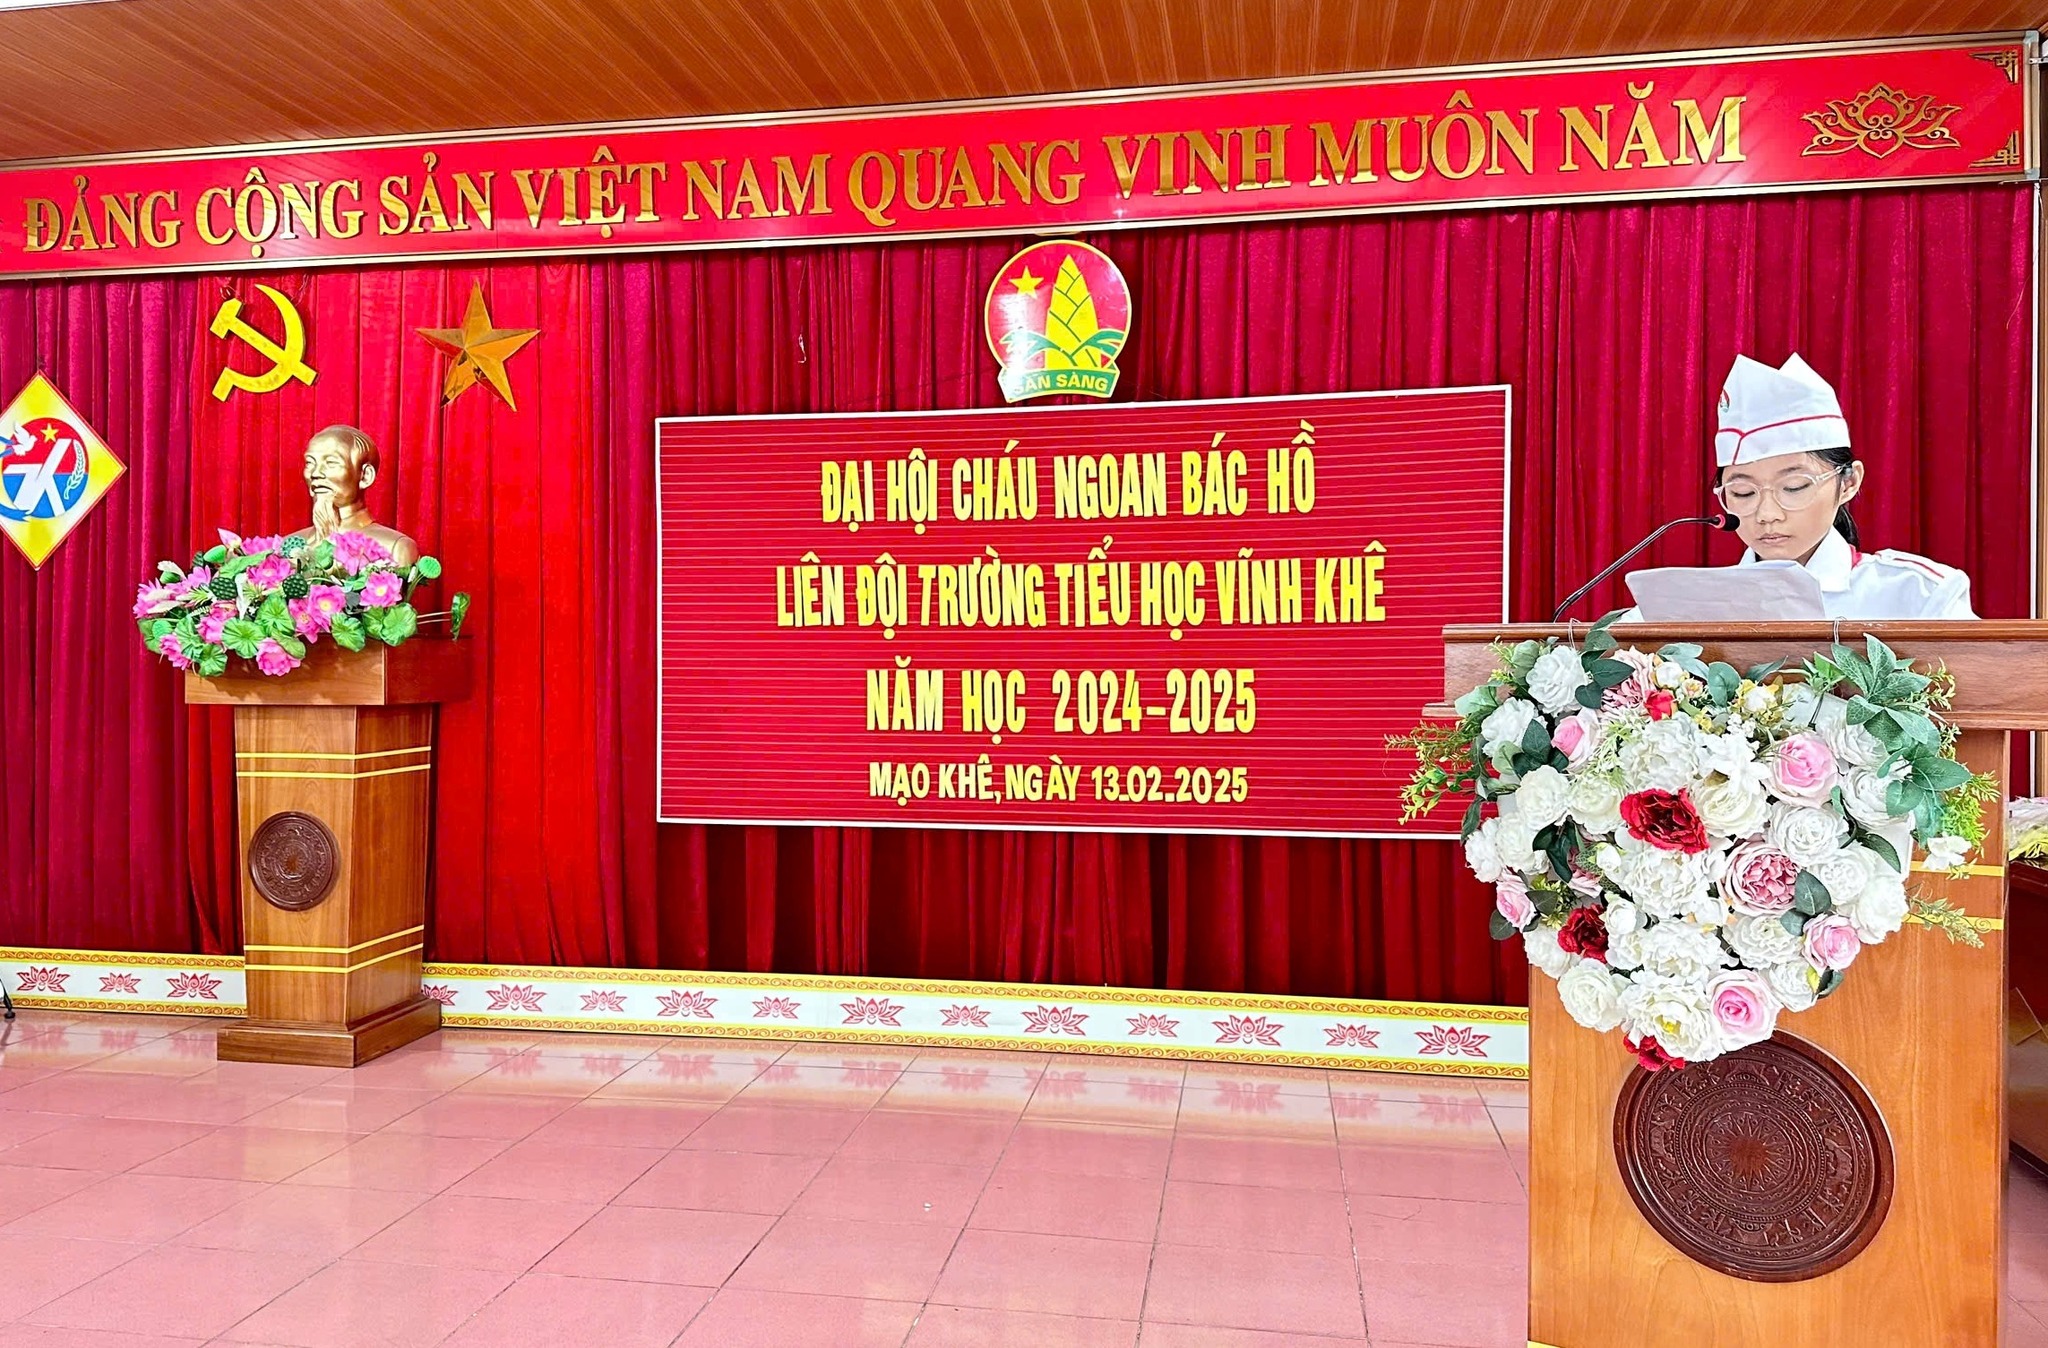 ĐẢNG CỘNG SẢN VIỆT NAM QUANG VINH MUÔN NĂM
SẴN SÀNG
ĐẠI HỘI CHÁU NGOAN BÁC HỒ
LIÊN ĐỘI TRƯỜNG TIỂU HỌC VĨNH KHÊ
NĂM HỌC 2024-2025
MẠO KHÊ, NGÀY 13.02.2025